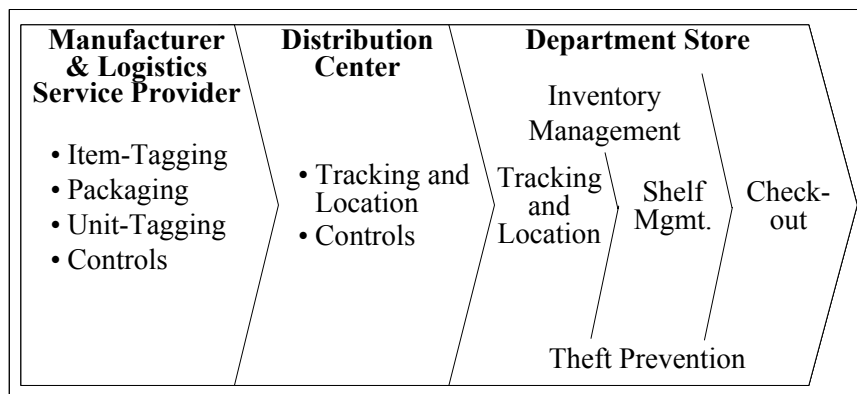 Manufacturer
& Logistics
Service Provider
• Item-Tagging
• Packaging
• Unit-Tagging
• Controls
Distribution
Center
• Tracking and
Location
• Controls
Department Store
Inventory
Management
Tracking
and
Location
Shelf
Mgmt.
Check-
out
Theft Prevention